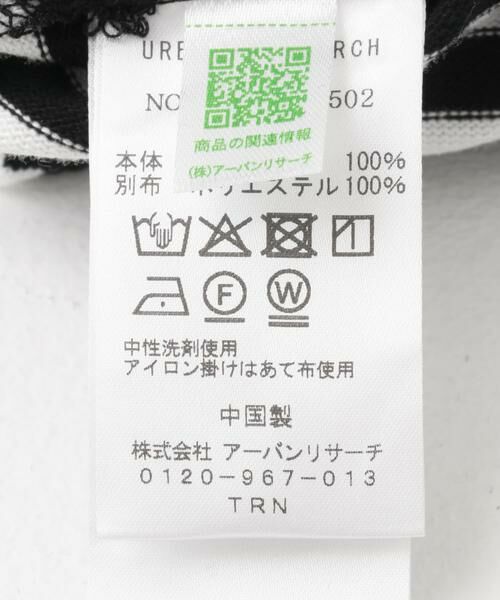 URB RCH
NO 502
商品の関連情報
(株)アーバンリサーチ
本体 100%
別布 ポリエステル100%
F W
中性洗剤使用
アイロン掛けはあて布使用
中国製
株式会社 アーバンリサーチ
0120-967-013
TRN